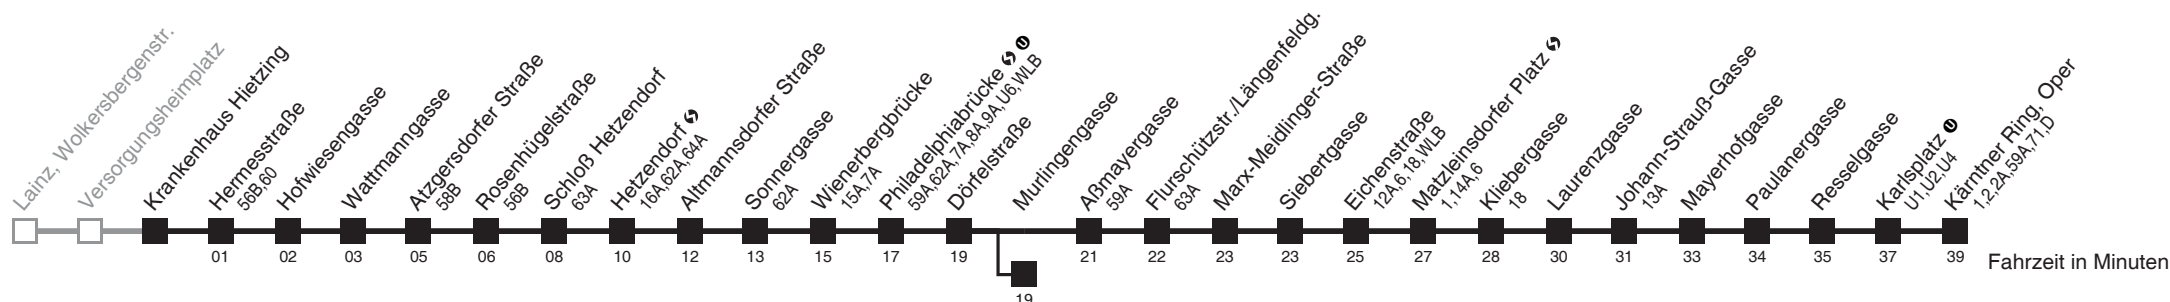 Lainz, Wolkersbergenstr.
Versorgungsheimplatz
Krankenhaus Hietzing
Hermesstraße
56B,60
Hofwiesengasse
Wattmanngasse
Atzgersdorfer Straße
58B
Rosenhügelstraße
56B
Schloß Hetzendorf
63A
Hetzendorf
16A,62A,64A
Altmannsdorfer Straße
Sonnergasse
62A
Wienerbergbrücke
15A,7A
Philadelphiabrücke U
59A,62A,7A,8A,9A,U6,WLB
Dörfelstraße
Murlingengasse
Aßmayergasse
59A
Flurschützstr./Längenfeldg.
63A
Marx-Meidlinger-Straße
Siebertgasse
Eichenstraße
12A,6,18,WLB
Matzleinsdorfer Platz
1,14A,6
Kliebergasse
18
Laurenzgasse
Johann-Strauß-Gasse
13A
Mayerhofgasse
Paulanergasse
Resselgasse
Karlsplatz U
U1,U2,U4
Kärntner Ring, Oper
1,2,2A,59A,71,D
01 02 03 05 06 08 10 12 13 15 17 19 21 22 23 23 25 27 28 30 31 33 34 35 37 39
Fahrzeit in Minuten
19